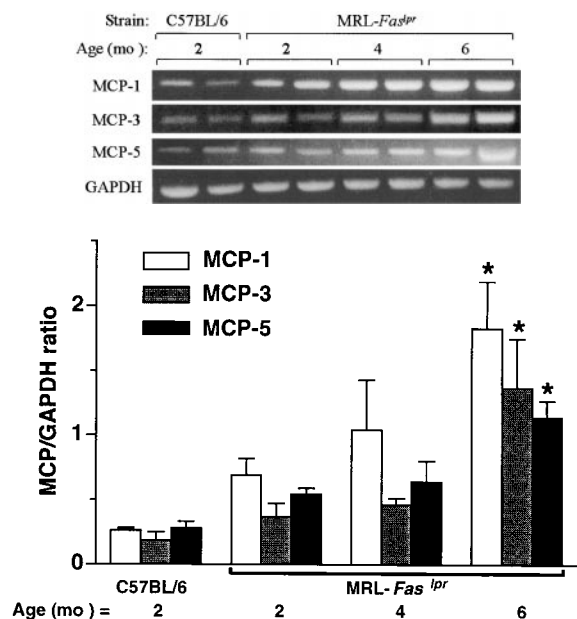 Strain: C57BL/6 MRL-Fas^lpr
Age (mo): 2 2 4 6
MCP-1
MCP-3
MCP-5
GAPDH
MCP/GAPDH ratio
2
1
0
MCP-1
MCP-3
MCP-5
*
*
*
C57BL/6 MRL-Fas ^lpr
Age (mo) = 2 2 4 6